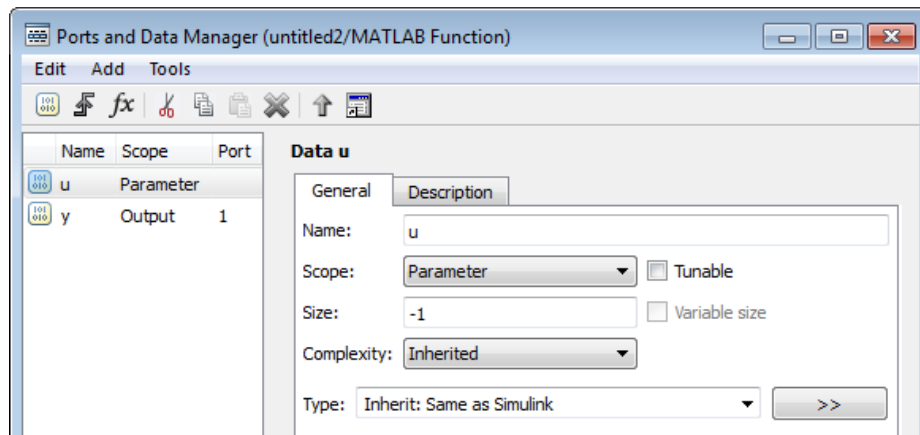 Ports and Data Manager (untitled2/MATLAB Function)
Edit Add Tools
fx
Name Scope Port
u Parameter
y Output 1
Data u
General Description
Name: u
Scope: Parameter Tunable
Size: -1 Variable size
Complexity: Inherited
Type: Inherit: Same as Simulink >>